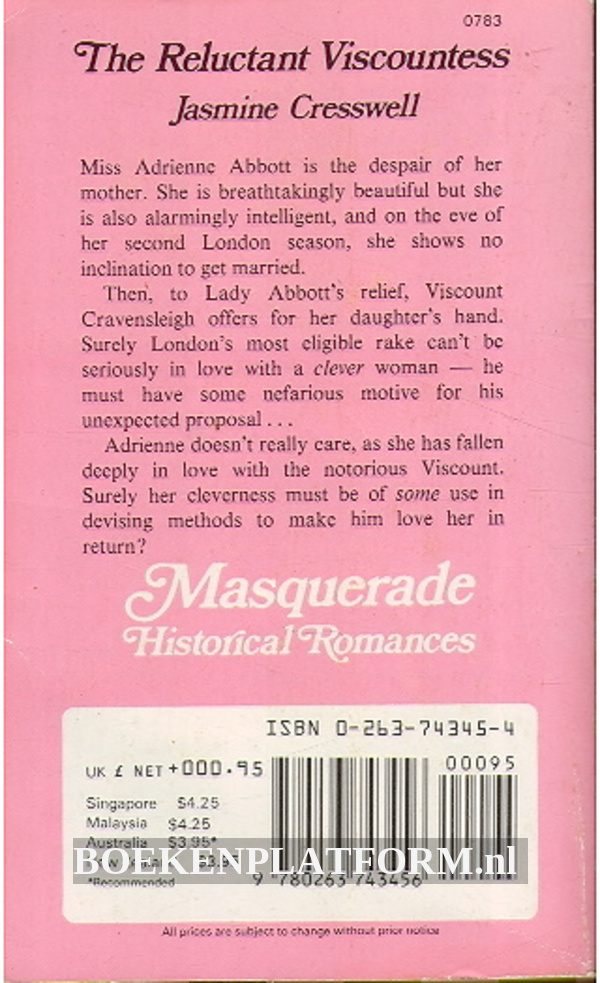 0783
The Reluctant Viscountess
Jasmine Cresswell
Miss Adrienne Abbott is the despair of her
mother. She is breathtakingly beautiful but she
is also alarmingly intelligent, and on the eve of
her second London season, she shows no
inclination to get married.
Then, to Lady Abbott's relief, Viscount
Cravensleigh offers for her daughter's hand.
Surely London's most eligible rake can't be
seriously in love with a clever woman — he
must have some nefarious motive for his
unexpected proposal . . .
Adrienne doesn't really care, as she has fallen
deeply in love with the notorious Viscount.
Surely her cleverness must be of some use in
devising methods to make him love her in
return?
Masquerade
Historical Romances
ISBN 0-263-74345-4
UK £ NET +000.95
00095
Singapore $4.25
Malaysia $4.25
Australia $3.95*
BOEKENPLATFORM.nl
*Recommended
9 780263 743456
All prices are subject to change without prior notice